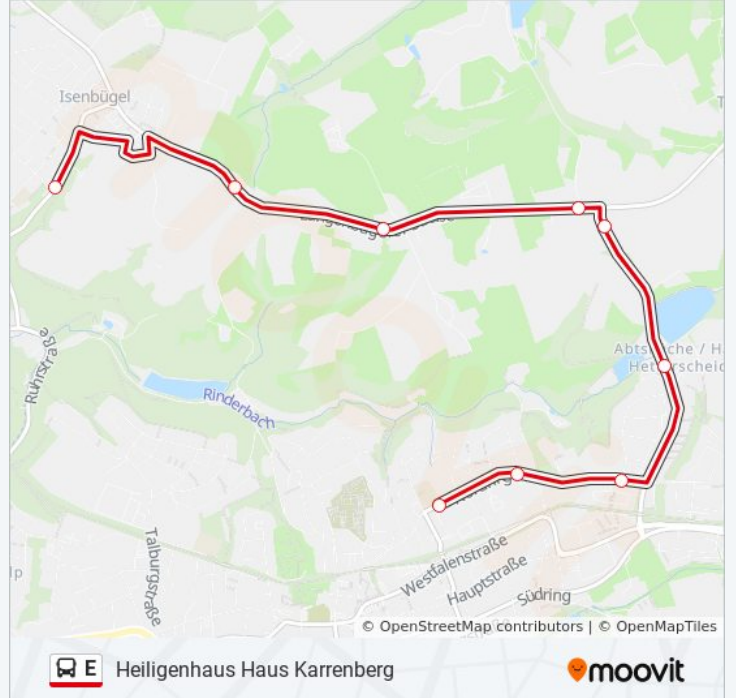 Isenbügel
Ruhrstraße
Rinderbach
Talburgstraße
Westfalenstraße
Hauptstraße
Südring
© OpenStreetMap contributors | © OpenMapTiles
E Heiligenhaus Haus Karrenberg
moovit